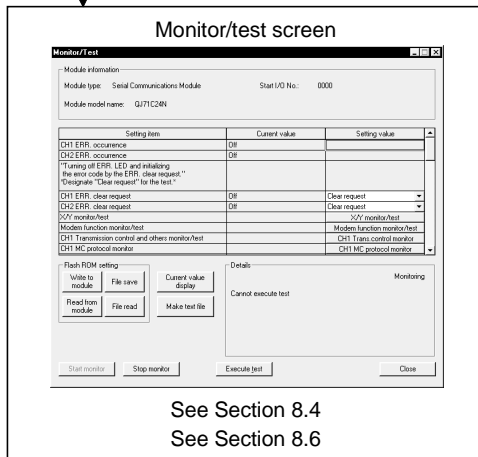 Monitor/test screen
Monitor/Test
Module information
Module type: Serial Communications Module Start I/O No.: 0000
Module model name: QJ71C24N
Setting item Current value Setting value
CH1 ERR. occurrence Off
CH2 ERR. occurrence Off
"Turning off ERR. LED and initializing
the error code by the ERR. clear request."
*Designate "Clear request" for the test.*
CH1 ERR. clear request Off Clear request
CH2 ERR. clear request Off Clear request
X/Y monitor/test X/Y monitor/test
Modem function monitor/test Modem function monitor/test
CH1 Transmission control and others monitor/test CH1 Trans.control monitor
CH1 MC protocol monitor CH1 MC protocol monitor
Flash ROM setting
Write to module
File save
Read from module
File read
Current value display
Make text file
Details
Monitoring
Cannot execute test
Start monitor Stop monitor Execute test Close
See Section 8.4
See Section 8.6